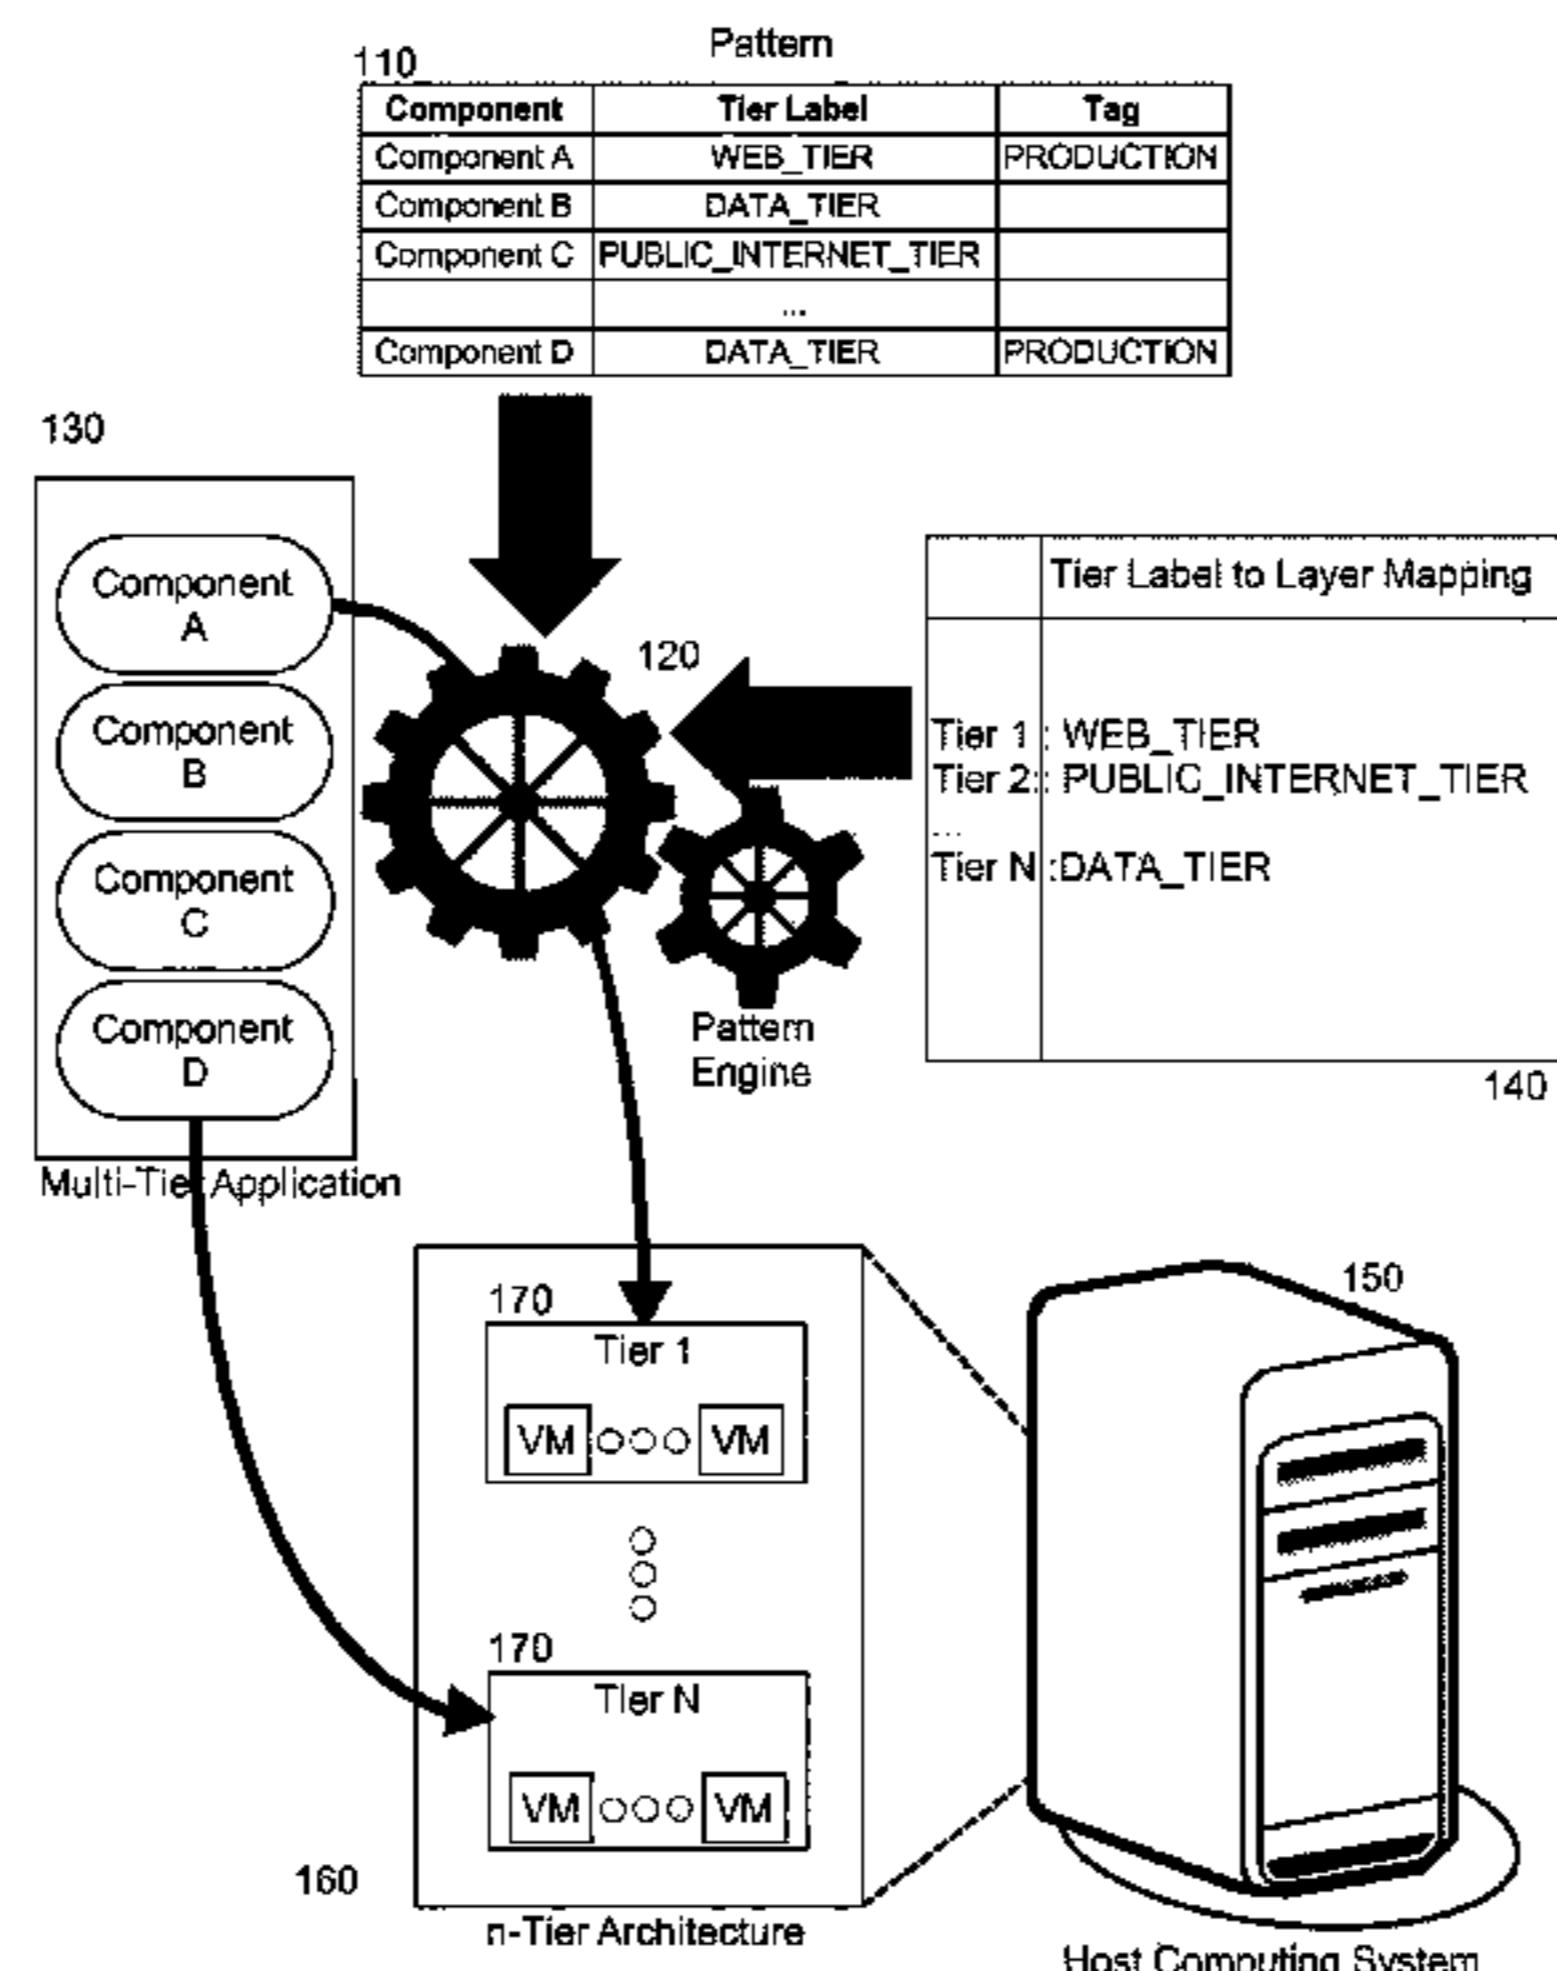 Pattern
110
Component Tier Label Tag
Component A WEB_TIER PRODUCTION
Component B DATA_TIER
Component C PUBLIC_INTERNET_TIER
...
Component D DATA_TIER PRODUCTION
130
Component
A
Component
B
Component
C
Component
D
Multi-Tier Application
120
Pattern
Engine
Tier Label to Layer Mapping
Tier 1 : WEB_TIER
Tier 2: : PUBLIC_INTERNET_TIER
...
Tier N :DATA_TIER
140
170
Tier 1
VM VM
170
Tier N
VM VM
160
n-Tier Architecture
150
Host Computing System